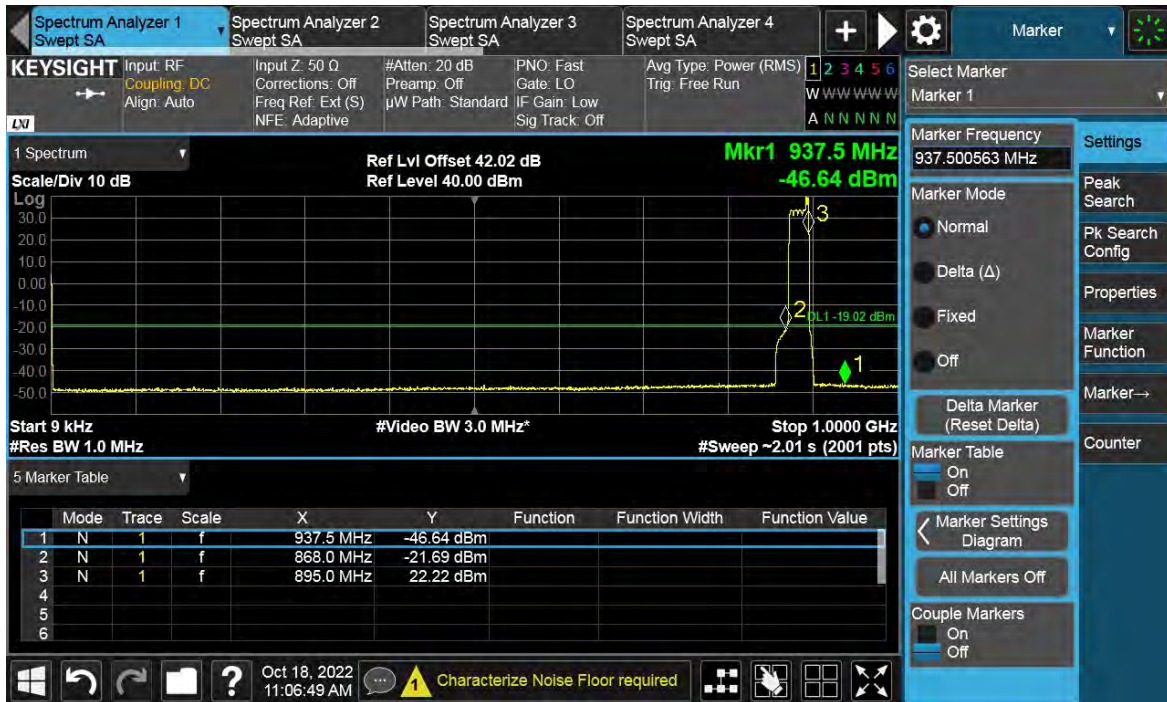 Spectrum Analyzer 1
Swept SA
Spectrum Analyzer 2
Swept SA
Spectrum Analyzer 3
Swept SA
Spectrum Analyzer 4
Swept SA
+
Marker
KEYSIGHT
LXI
Input: RF
Coupling: DC
Align: Auto
Input Z: 50 Ω
Corrections: Off
Freq Ref: Ext (S)
NFE: Adaptive
#Atten: 20 dB
Preamp: Off
µW Path: Standard
PNO: Fast
Gate: LO
IF Gain: Low
Sig Track: Off
Avg Type: Power (RMS)
Trig: Free Run
1 2 3 4 5 6
W W W W W W
A N N N N N
Select Marker
Marker 1
1 Spectrum
Scale/Div 10 dB
Ref Lvl Offset 42.02 dB
Ref Level 40.00 dBm
Mkr1 937.5 MHz
-46.64 dBm
Log
30.0
20.0
10.0
0.00
-10.0
-20.0
-30.0
-40.0
-50.0
3
2
DL1 -19.02 dBm
1
Start 9 kHz
#Video BW 3.0 MHz*
Stop 1.0000 GHz
#Res BW 1.0 MHz
#Sweep ~2.01 s (2001 pts)
5 Marker Table
Mode Trace Scale X Y Function Function Width Function Value
1 N 1 f 937.5 MHz -46.64 dBm
2 N 1 f 868.0 MHz -21.69 dBm
3 N 1 f 895.0 MHz 22.22 dBm
4
5
6
Marker Frequency
937.500563 MHz
Marker Mode
Normal
Delta (Δ)
Fixed
Off
Delta Marker
(Reset Delta)
Marker Table
On
Off
Marker Settings
Diagram
All Markers Off
Couple Markers
On
Off
Settings
Peak
Search
Pk Search
Config
Properties
Marker
Function
Marker→
Counter
?
Oct 18, 2022
11:06:49 AM
1
Characterize Noise Floor required